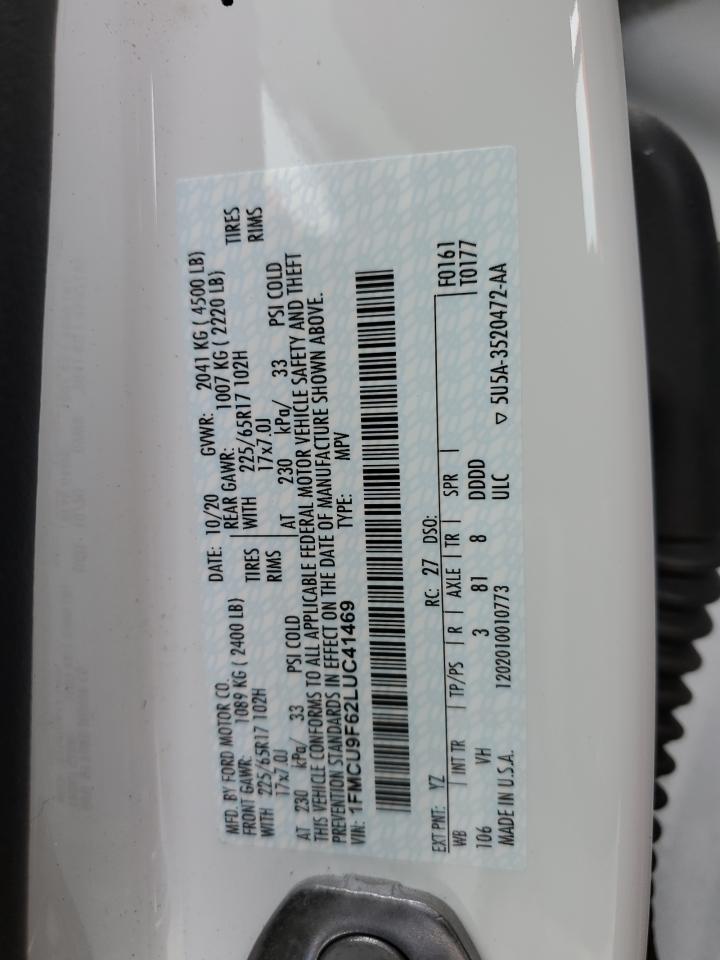 MFD. BY FORD MOTOR CO.
DATE: 10/20 GVWR: 2041 KG ( 4500 LB)
FRONT GAWR: 1089 KG ( 2400 LB) REAR GAWR: 1007 KG ( 2220 LB)
WITH 225/65R17 102H TIRES WITH 225/65R17 102H TIRES
17x7.0J RIMS 17x7.0J RIMS
AT 230 kPa/ 33 PSI COLD AT 230 kPa/ 33 PSI COLD
THIS VEHICLE CONFORMS TO ALL APPLICABLE FEDERAL MOTOR VEHICLE SAFETY AND THEFT
PREVENTION STANDARDS IN EFFECT ON THE DATE OF MANUFACTURE SHOWN ABOVE.
VIN: 1FMCU9F62LUC41469 TYPE: MPV
EXT PNT: YZ RC: 27 DSO: F0161
WB | INT TR | TP/PS | R | AXLE | TR | SPR | T0177
106 VH 3 81 8 DDDD
MADE IN U.S.A. 1202010010773 ULC ▽ 5U5A-3520472-AA